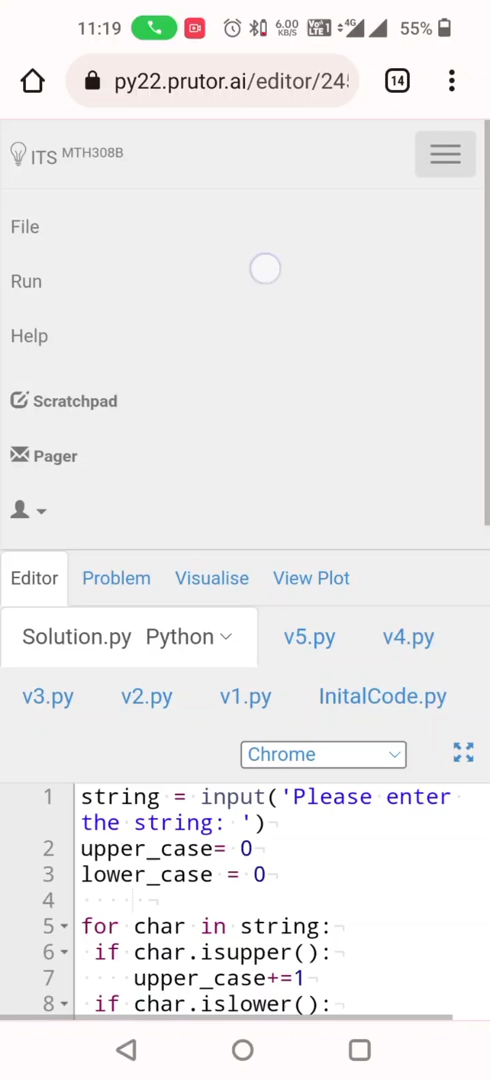 11:19 6.00 KB/S Vo 1 4G 55%
py22.prutor.ai/editor/24 14
ITS MTH308B
File
Run
Help
Scratchpad
Pager
Editor Problem Visualise View Plot
Solution.py Python v5.py v4.py
v3.py v2.py v1.py InitalCode.py
Chrome
1 string = input('Please enter
the string: ')
2 upper_case= 0
3 lower_case = 0
4
5 for char in string:
6 if char.isupper():
7 upper_case+=1
8 if char.islower():